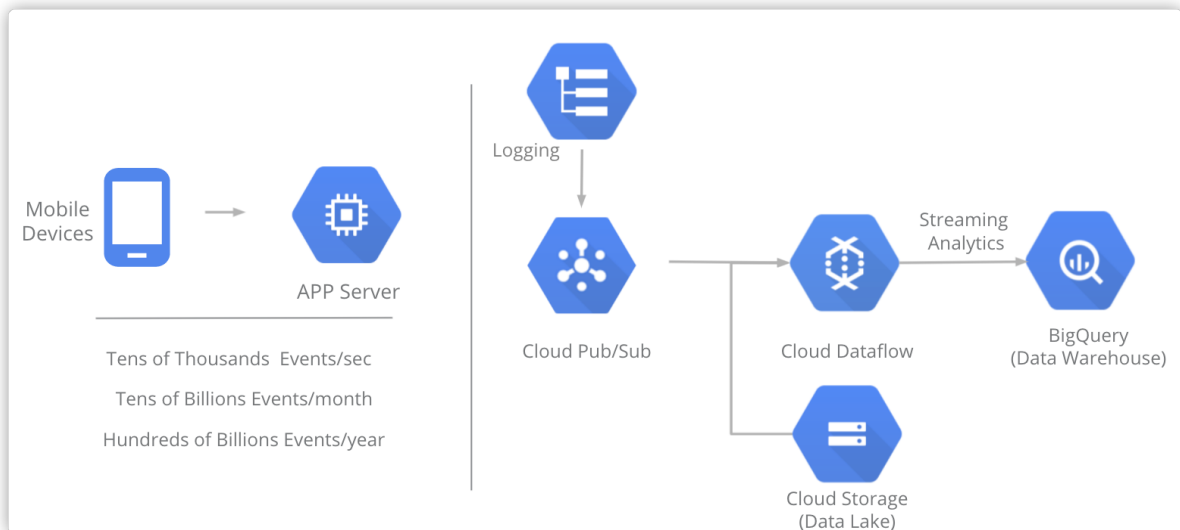 Mobile
Devices
APP Server
Tens of Thousands Events/sec
Tens of Billions Events/month
Hundreds of Billions Events/year
Logging
Cloud Pub/Sub
Cloud Dataflow
Streaming
Analytics
BigQuery
(Data Warehouse)
Cloud Storage
(Data Lake)